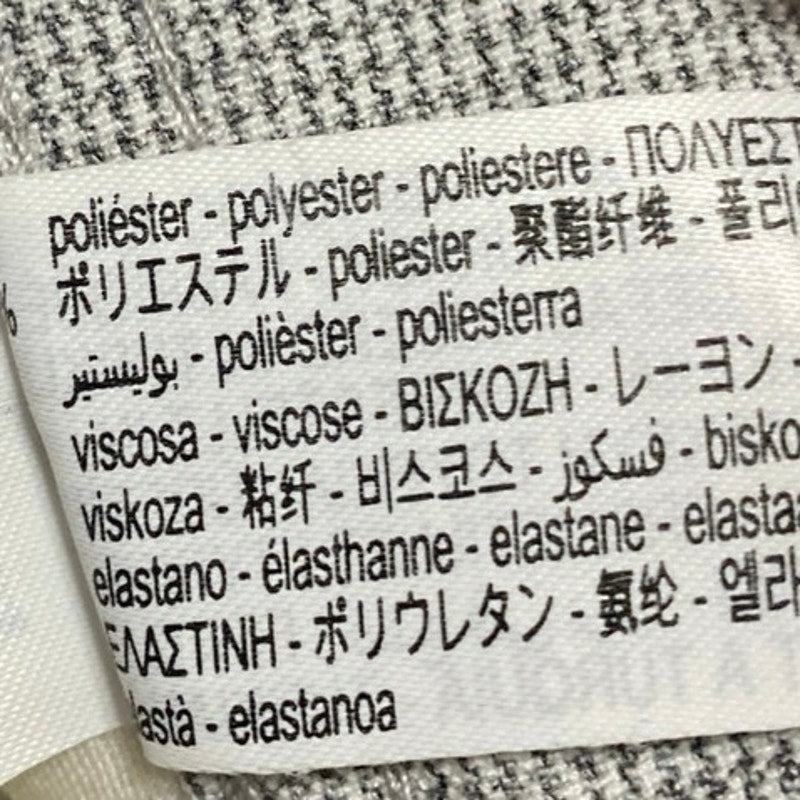 %
poliéster - polyester - poliestere - ΠΟΛΥΕΣΤ
ポリエステル - poliester - 聚酯纤维 - 폴리
بوليستير - polièster - poliesterra
viscosa - viscose - ΒΙΣΚΟΖΗ - レーヨン -
viskoza - 粘纤 - 비스코스 - فسكوز - bisko
elastano - élasthanne - elastane - elasta
ΕΛΑΣΤΙΝΗ - ポリウレタン - 氨纶 - 엘라
lastà - elastanoa